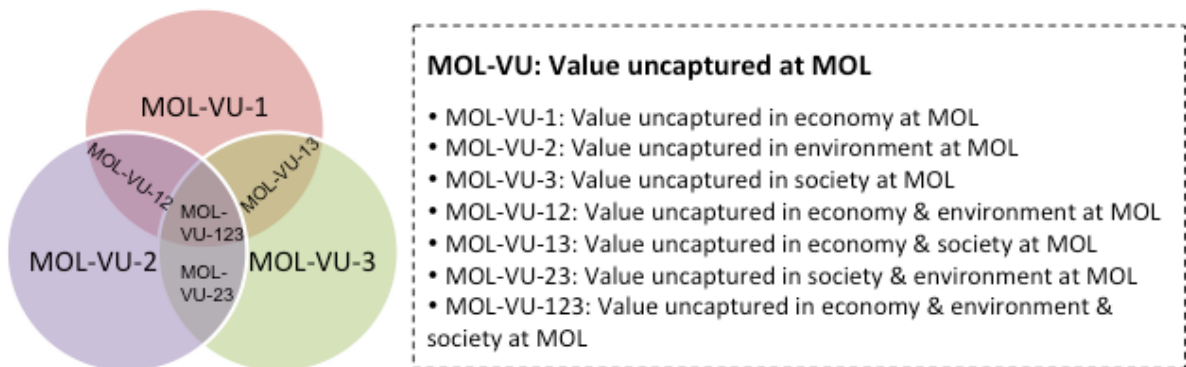 MOL-VU-1
MOL-VU-12
MOL-VU-13
MOL-
VU-123
MOL-VU-2
MOL-
VU-23
MOL-VU-3
MOL-VU: Value uncaptured at MOL
• MOL-VU-1: Value uncaptured in economy at MOL
• MOL-VU-2: Value uncaptured in environment at MOL
• MOL-VU-3: Value uncaptured in society at MOL
• MOL-VU-12: Value uncaptured in economy & environment at MOL
• MOL-VU-13: Value uncaptured in economy & society at MOL
• MOL-VU-23: Value uncaptured in society & environment at MOL
• MOL-VU-123: Value uncaptured in economy & environment &
society at MOL